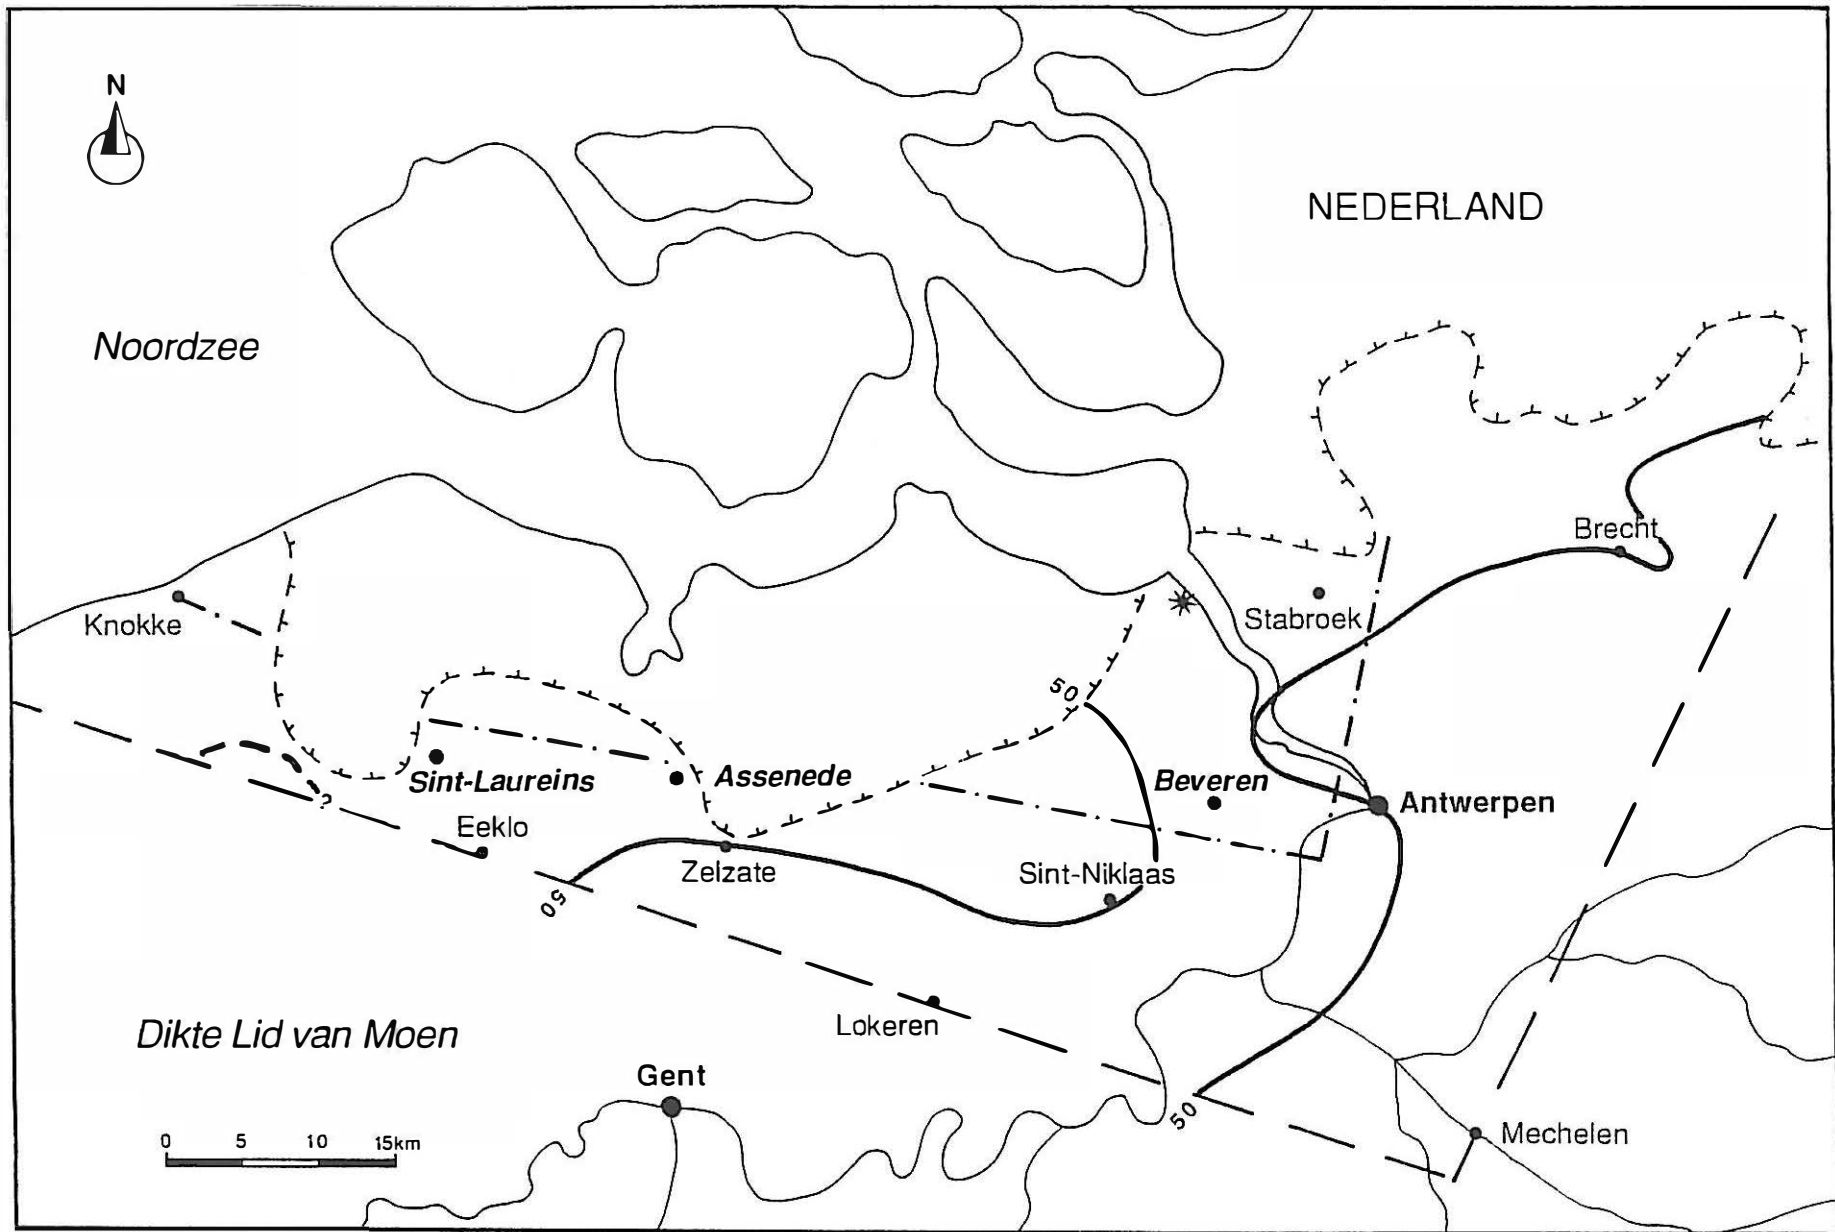 N
NEDERLAND
Noordzee
Brecht
Knokke
Stabroek
50
Sint-Laureins
Assenede
Beveren
Antwerpen
?
Eeklo
Zelzate
Sint-Niklaas
50
Lokeren
Dikte Lid van Moen
Gent
50
Mechelen
0 5 10 15km